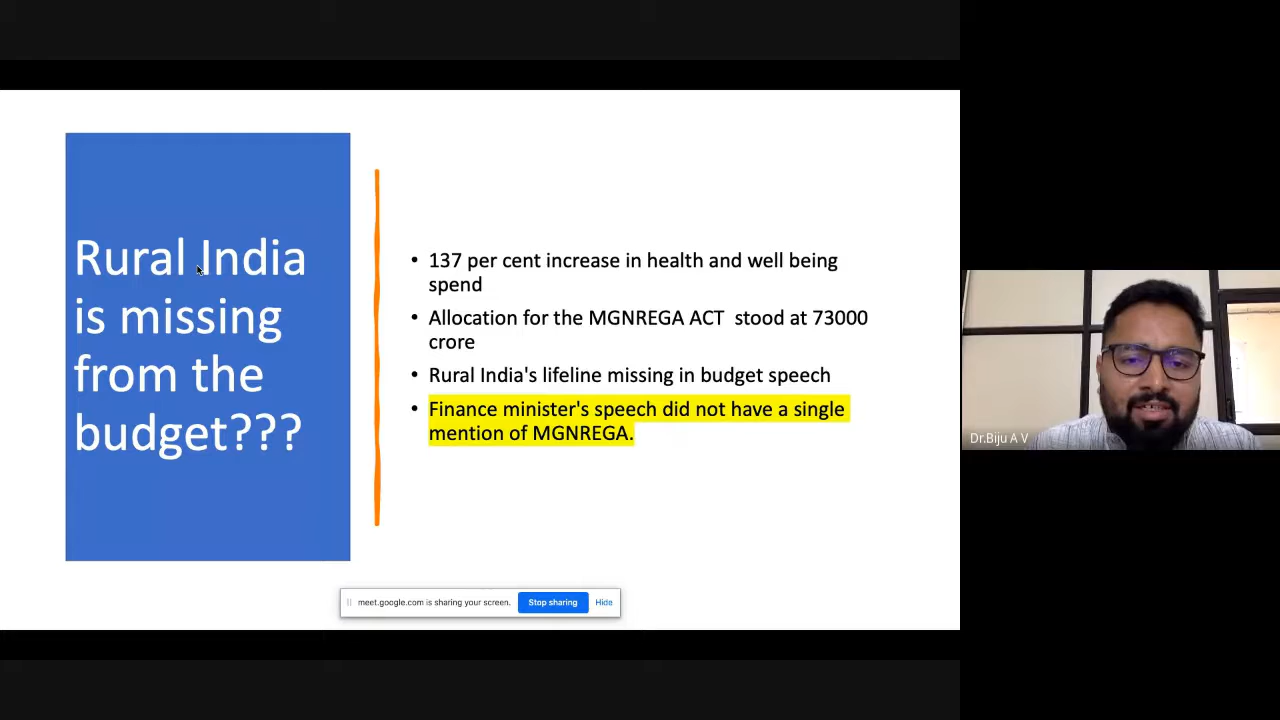 Rural India
is missing
from the
budget???
• 137 per cent increase in health and well being
spend
• Allocation for the MGNREGA ACT stood at 73000
crore
• Rural India's lifeline missing in budget speech
• Finance minister's speech did not have a single
mention of MGNREGA.
Dr.Biju A V
meet.google.com is sharing your screen. Stop sharing Hide